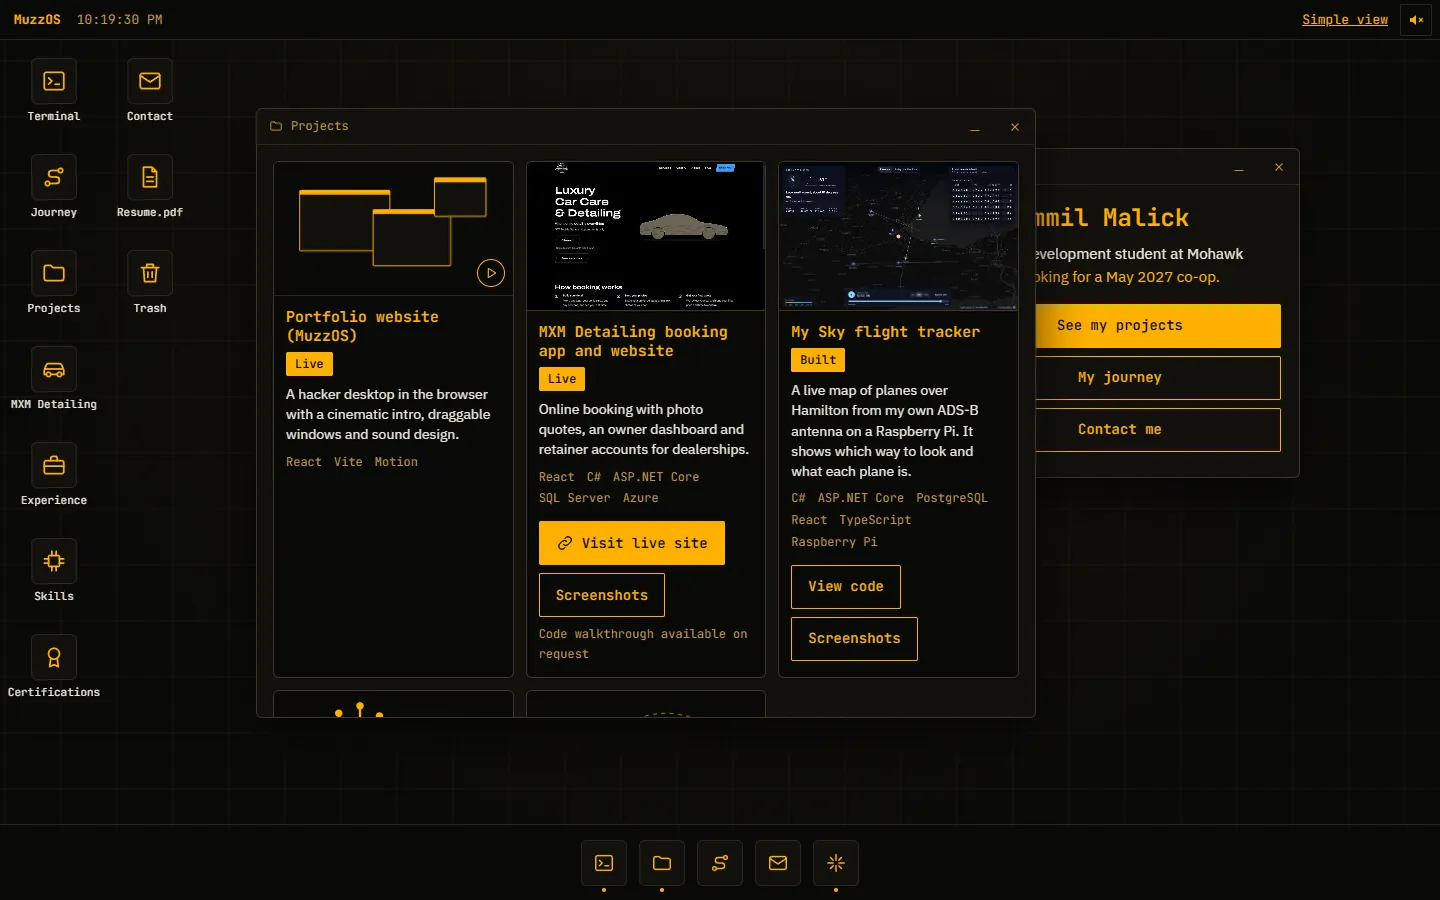 MuzzOS 10:19:30 PM
Simple view
Terminal
Contact
Journey
Resume.pdf
Projects
Trash
MXM Detailing
Experience
Skills
Certifications
Projects
Portfolio website
(MuzzOS)
Live
A hacker desktop in the browser
with a cinematic intro, draggable
windows and sound design.
React Vite Motion
Luxury
Car Care
& Detailing
How booking works
MXM Detailing booking
app and website
Live
Online booking with photo
quotes, an owner dashboard and
retainer accounts for dealerships.
React C# ASP.NET Core
SQL Server Azure
Visit live site
Screenshots
Code walkthrough available on
request
My Sky flight tracker
Built
A live map of planes over
Hamilton from my own ADS-B
antenna on a Raspberry Pi. It
shows which way to look and
what each plane is.
C# ASP.NET Core PostgreSQL
React TypeScript
Raspberry Pi
View code
Screenshots
mmil Malick
evelopment student at Mohawk
oking for a May 2027 co-op.
See my projects
My journey
Contact me